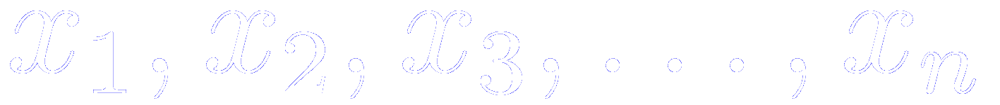 x₁, x₂, x₃, . . . , xₙ